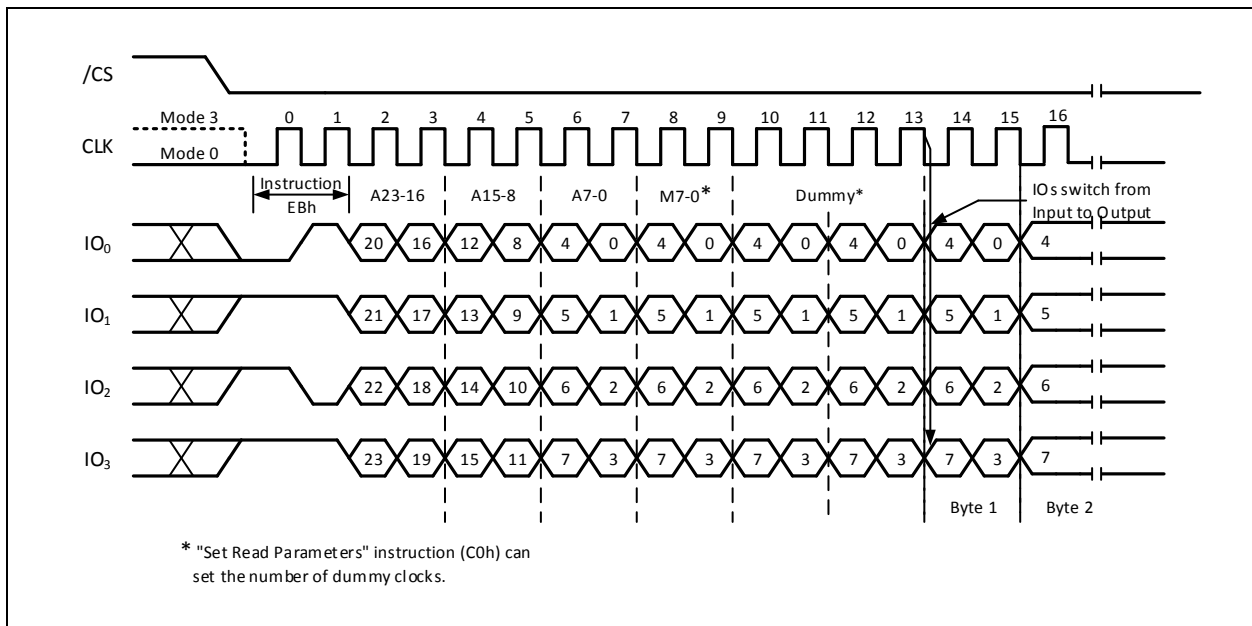 /CS
Mode 3 0 1 2 3 4 5 6 7 8 9 10 11 12 13 14 15 16
CLK
Mode 0
Instruction
EBh
A23-16 A15-8 A7-0 M7-0* Dummy*
IOs switch from
Input to Output
IO₀ 20 16 12 8 4 0 4 0 4 0 4 0 4 0 4
IO₁ 21 17 13 9 5 1 5 1 5 1 5 1 5 1 5
IO₂ 22 18 14 10 6 2 6 2 6 2 6 2 6 2 6
IO₃ 23 19 15 11 7 3 7 3 7 3 7 3 7 3 7
Byte 1 Byte 2
* "Set Read Parameters" instruction (C0h) can
set the number of dummy clocks.